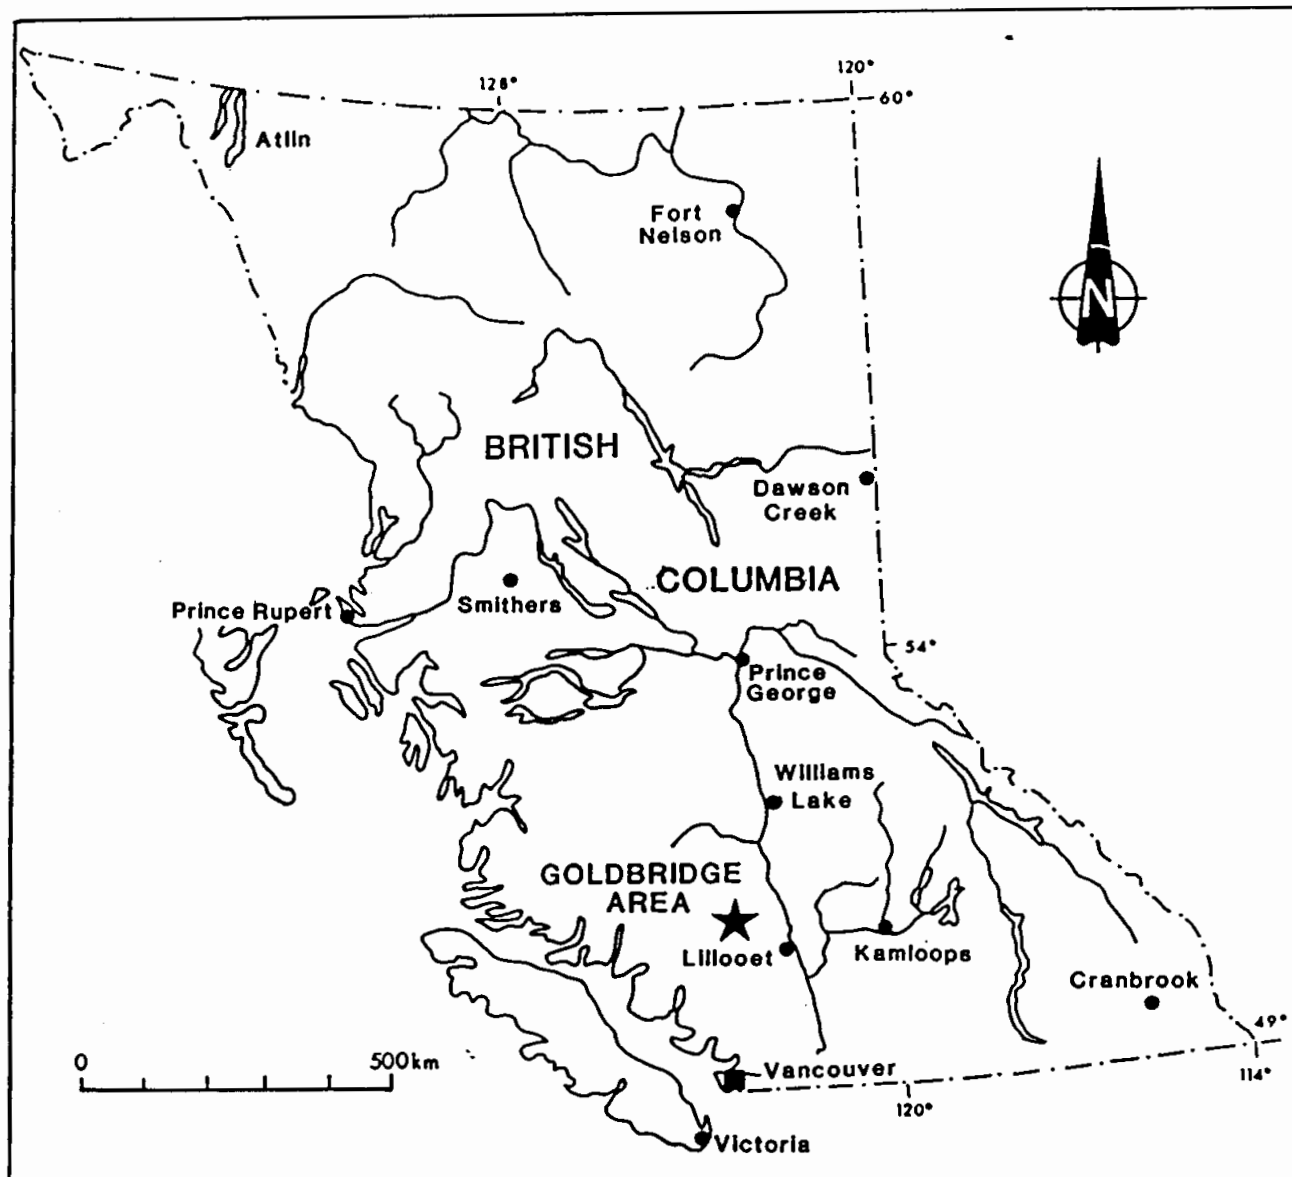 128°
120°
60°
Atlin
Fort
Nelson
N
BRITISH
Dawson
Creek
COLUMBIA
Prince Rupert
Smithers
54°
Prince
George
Williams
Lake
GOLDBRIDGE
AREA
Lillooet
Kamloops
Cranbrook
49°
0
500km
Vancouver
114°
120°
Victoria